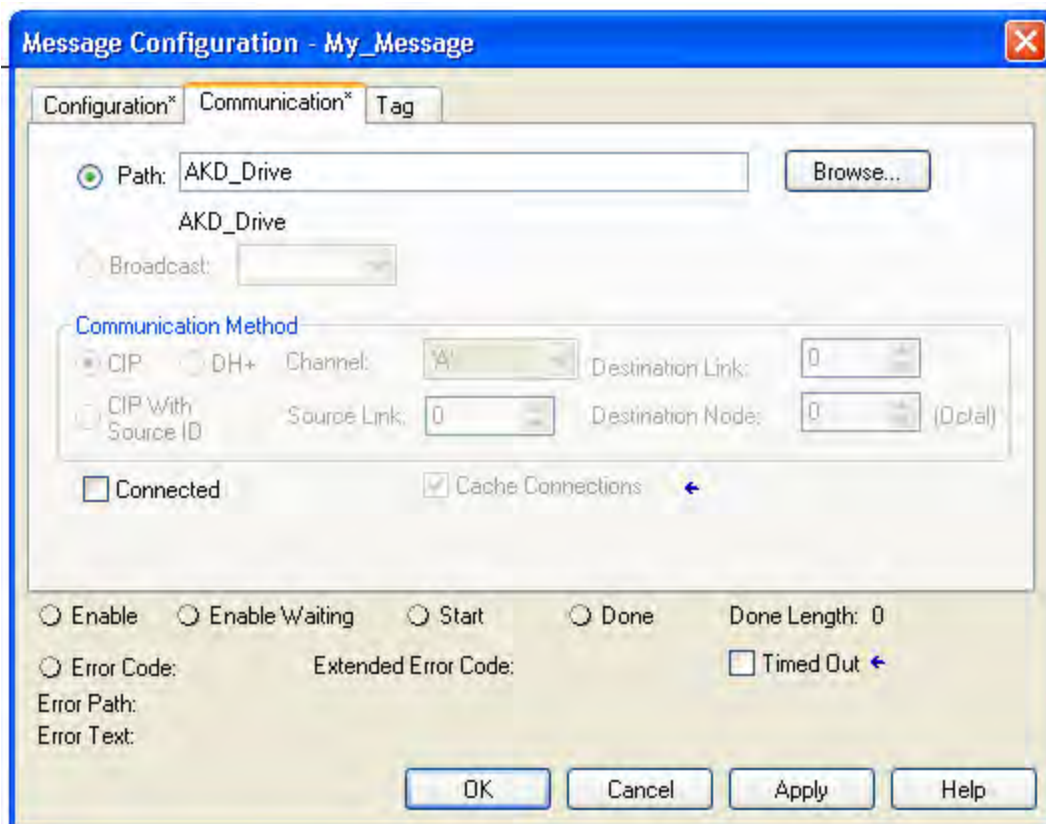 Message Configuration - My_Message
Configuration* Communication* Tag
Path: AKD_Drive Browse...
AKD_Drive
Broadcast:
Communication Method
CIP DH+ Channel: 'A' Destination Link: 0
CIP With Source ID Source Link: 0 Destination Node: 0 (Octal)
Connected Cache Connections ←
Enable Enable Waiting Start Done Done Length: 0
Error Code: Extended Error Code: Timed Out ←
Error Path:
Error Text:
OK Cancel Apply Help